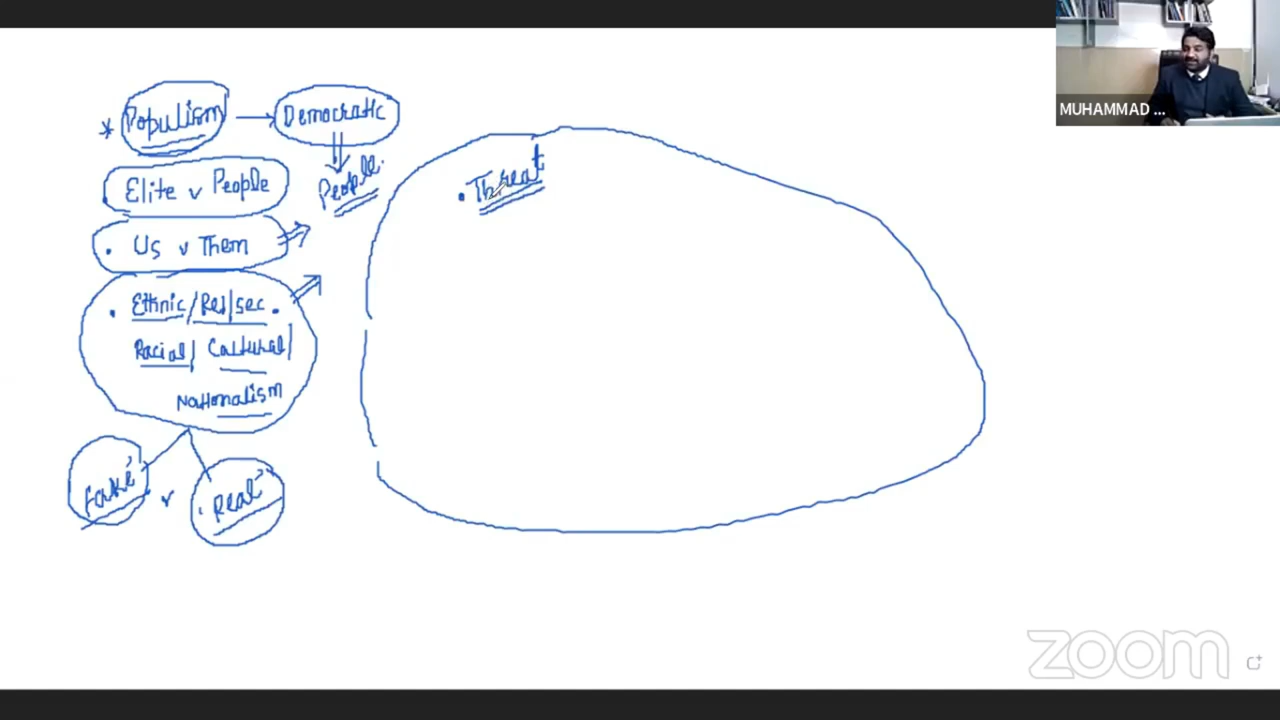 * Populism → Democratic
People.
Elite v People
. Us v Them
. Ethnic / Rel / sec .
Racial / Cultural /
Nationalism
'Fake' v 'Real'
. Threat
MUHAMMAD ...
zoom